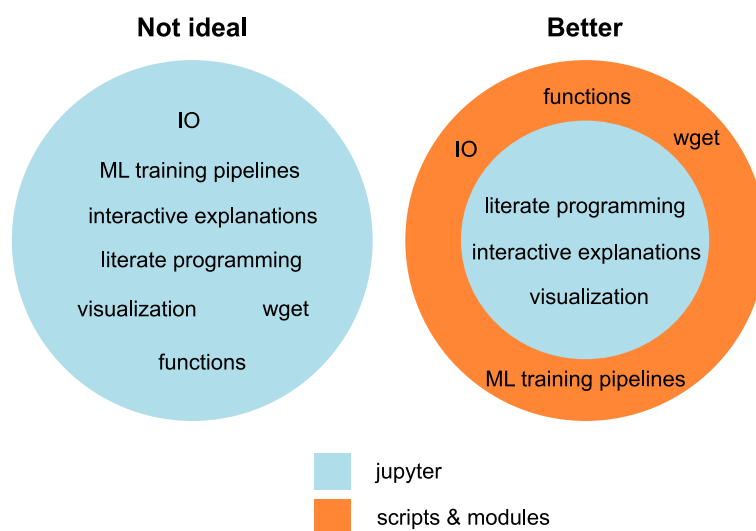 Not ideal
IO
ML training pipelines
interactive explanations
literate programming
visualization
wget
functions
Better
functions
wget
IO
literate programming
interactive explanations
visualization
ML training pipelines
jupyter
scripts & modules